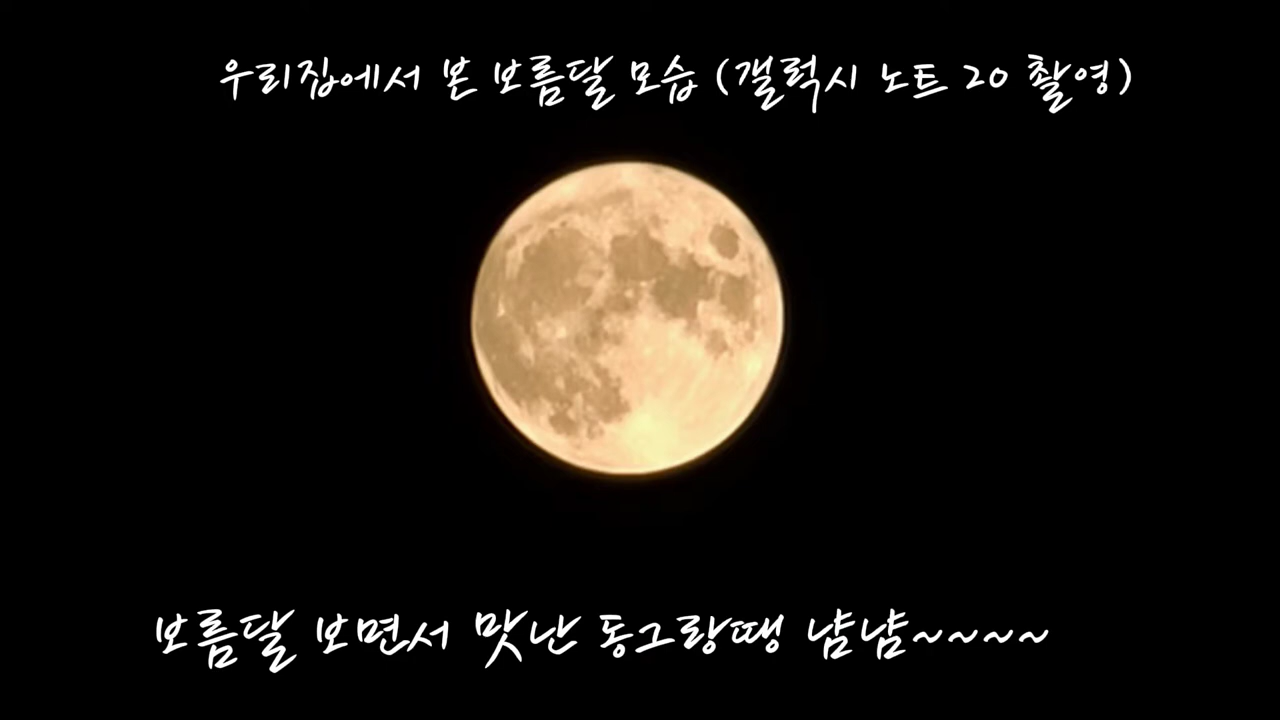 우리집에서 본 보름달 모습 (갤럭시 노트 20 촬영)
보름달 보면서 맛난 동그랑땡 냠냠~~~~